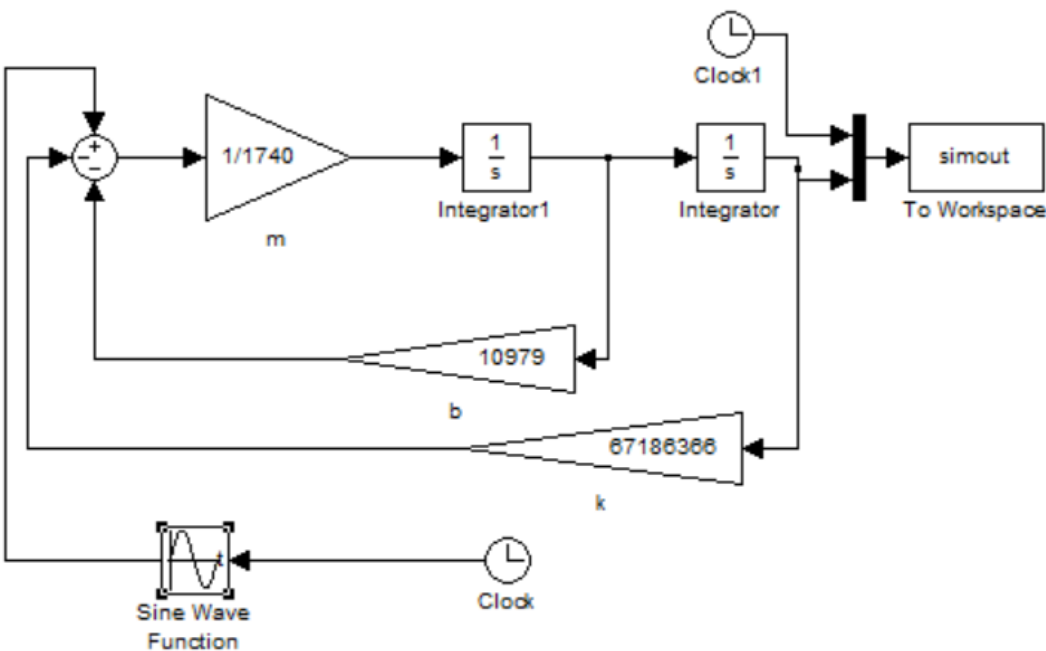 Clock1
+
−
−
1/1740
m
1
s
Integrator1
1
s
Integrator
simout
To Workspace
10979
b
67186366
k
t
Sine Wave
Function
Clock